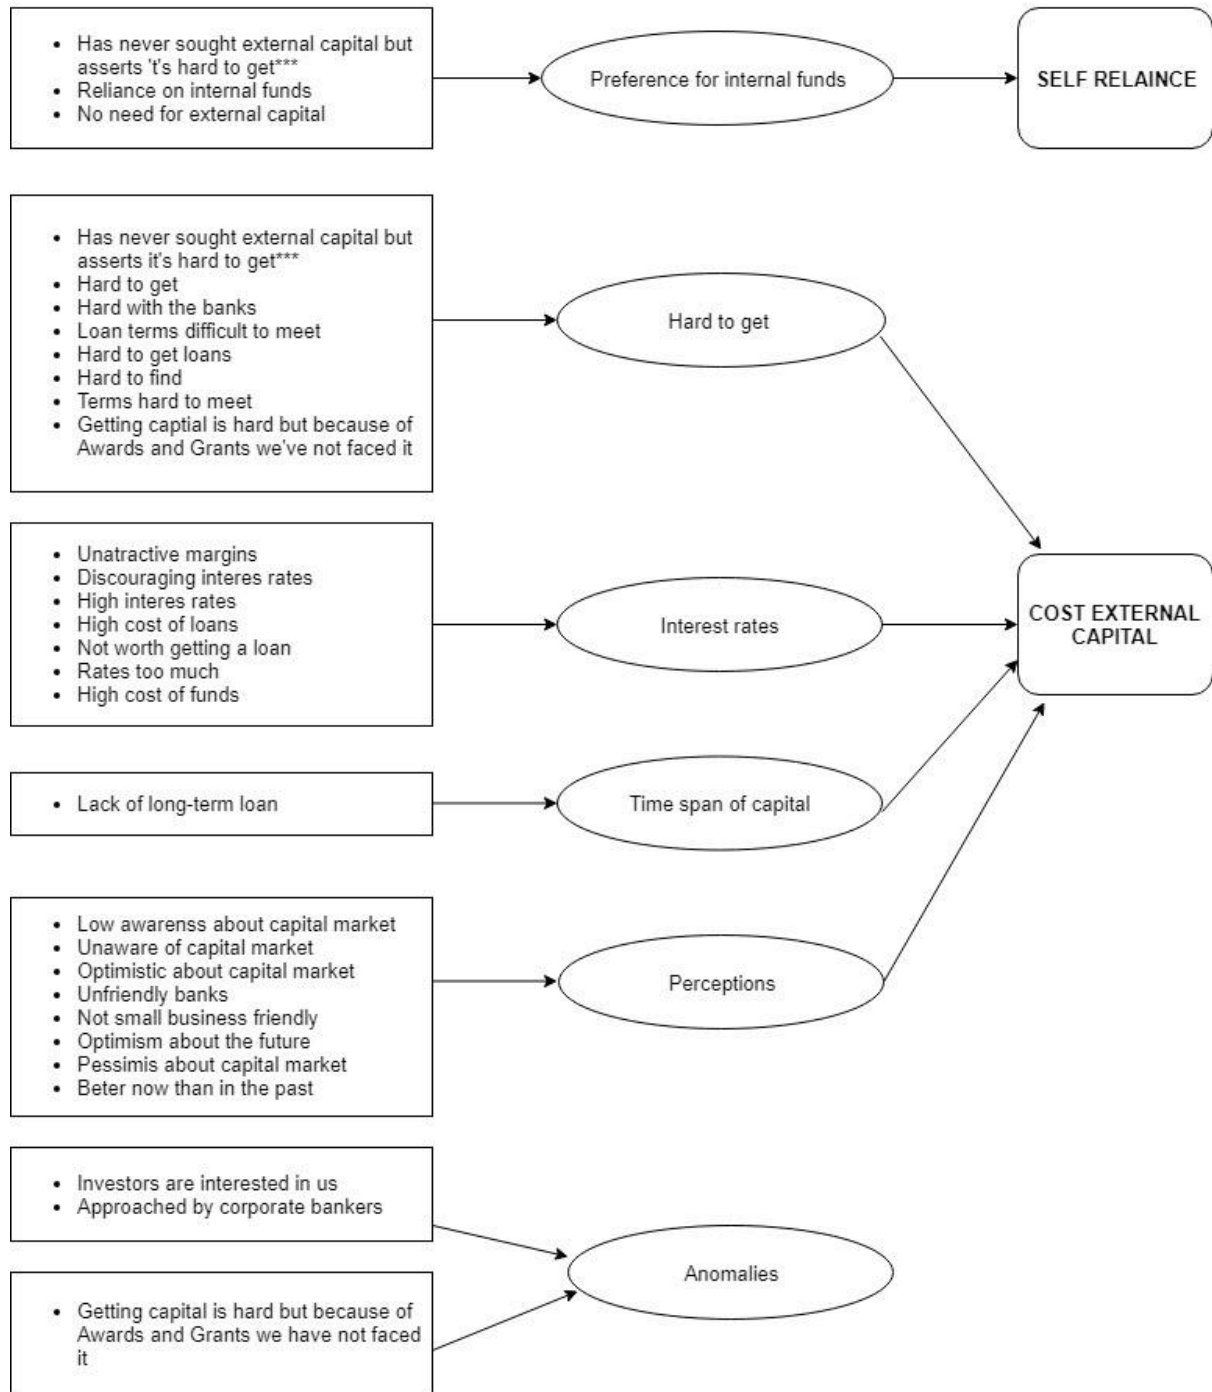 Has never sought external capital but
asserts 't's hard to get***
Reliance on internal funds
No need for external capital
Preference for internal funds
SELF RELAINCE
Has never sought external capital but
asserts it's hard to get***
Hard to get
Hard with the banks
Loan terms difficult to meet
Hard to get loans
Hard to find
Terms hard to meet
Getting captial is hard but because of
Awards and Grants we've not faced it
Hard to get
Unatractive margins
Discouraging interes rates
High interes rates
High cost of loans
Not worth getting a loan
Rates too much
High cost of funds
Interest rates
COST EXTERNAL
CAPITAL
Lack of long-term loan
Time span of capital
Low awarenss about capital market
Unaware of capital market
Optimistic about capital market
Unfriendly banks
Not small business friendly
Optimism about the future
Pessimis about capital market
Beter now than in the past
Perceptions
Investors are interested in us
Approached by corporate bankers
Anomalies
Getting capital is hard but because of
Awards and Grants we have not faced
it